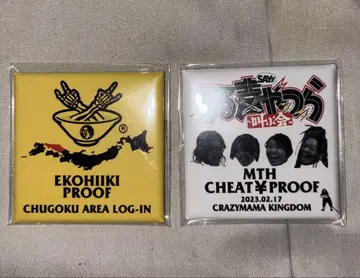 ®
EKOHIIKI
PROOF
CHUGOKU AREA LOG-IN
SAY!
叫ぶ会
MTH
CHEAT¥PROOF
2023.02.17
CRAZYMAMA KINGDOM